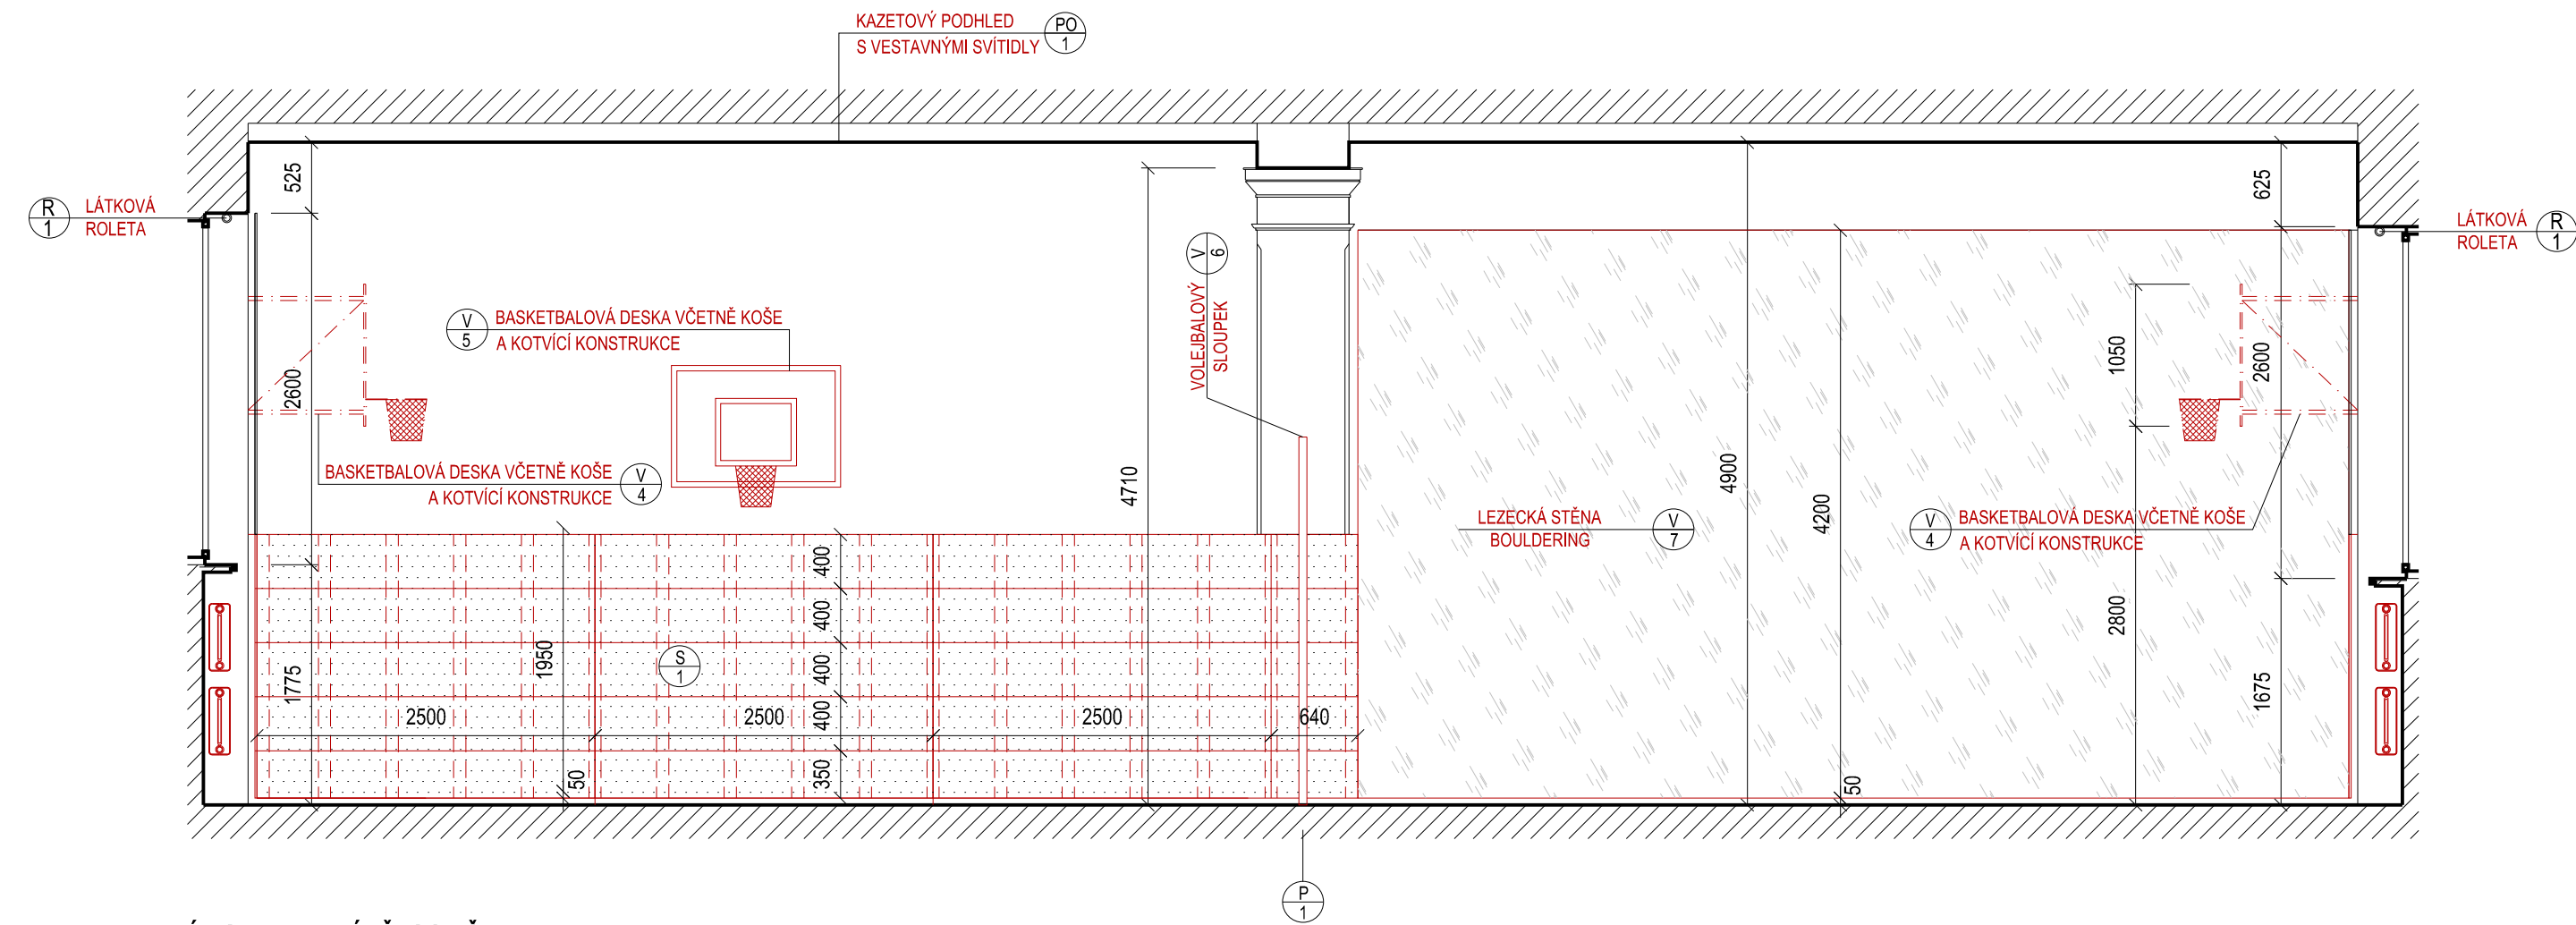 KAZETOVÝ PODHLED
S VESTAVNÝMI SVÍTIDLY
PO
1
R
1
LÁTKOVÁ
ROLETA
LÁTKOVÁ
ROLETA
R
1
525
2600
1775
V
5
BASKETBALOVÁ DESKA VČETNĚ KOŠE
A KOTVÍCÍ KONSTRUKCE
BASKETBALOVÁ DESKA VČETNĚ KOŠE
A KOTVÍCÍ KONSTRUKCE
V
4
V
6
VOLEJBALOVÝ
SLOUPEK
4710
4900
4200
50
LEZECKÁ STĚNA
BOULDERING
V
7
V
4
BASKETBALOVÁ DESKA VČETNĚ KOŠE
A KOTVÍCÍ KONSTRUKCE
1050
2800
625
2600
1675
1950
50
S
1
400
400
400
400
350
2500
2500
2500
640
P
1